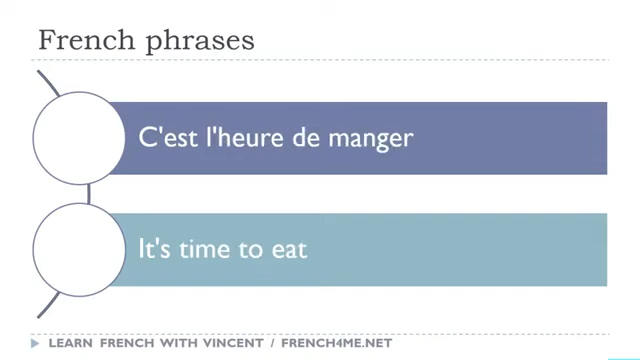 French phrases
C'est l'heure de manger
It's time to eat
LEARN FRENCH WITH VINCENT / FRENCH4ME.NET